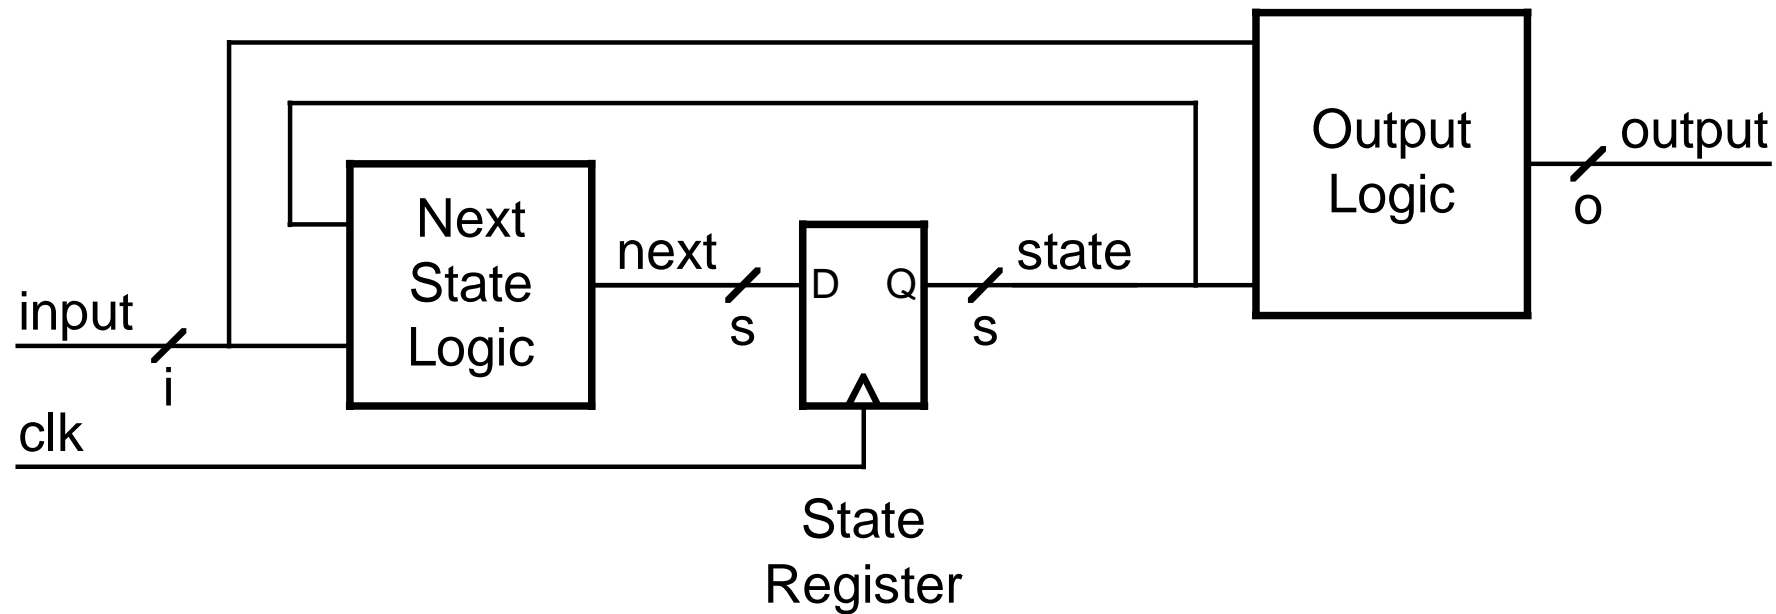 Output
Logic
output
o
Next
State
Logic
next
s
D
Q
state
s
input
i
clk
State
Register